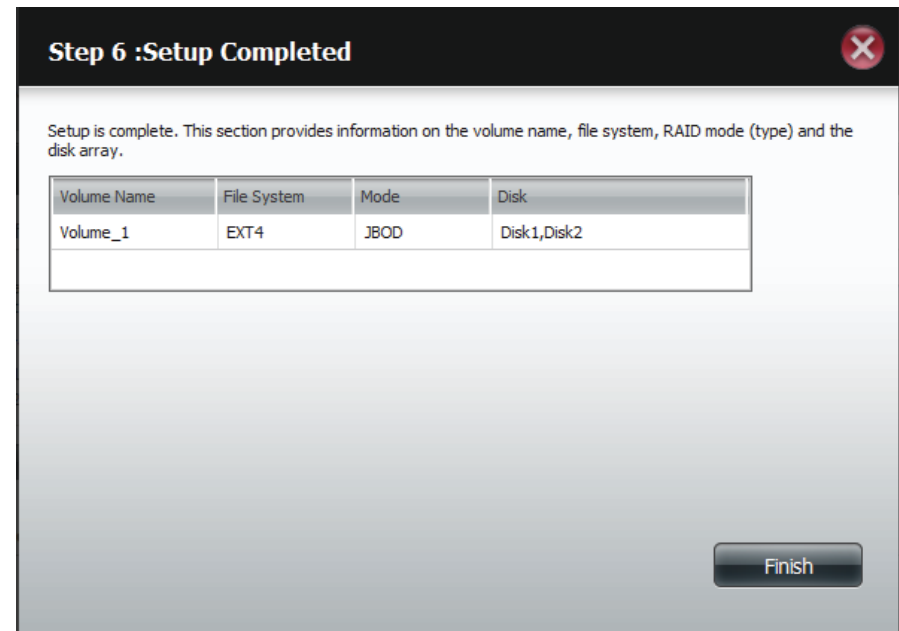 Step 6 :Setup Completed
Setup is complete. This section provides information on the volume name, file system, RAID mode (type) and the
disk array.
Volume Name File System Mode Disk
Volume_1 EXT4 JBOD Disk1,Disk2
Finish